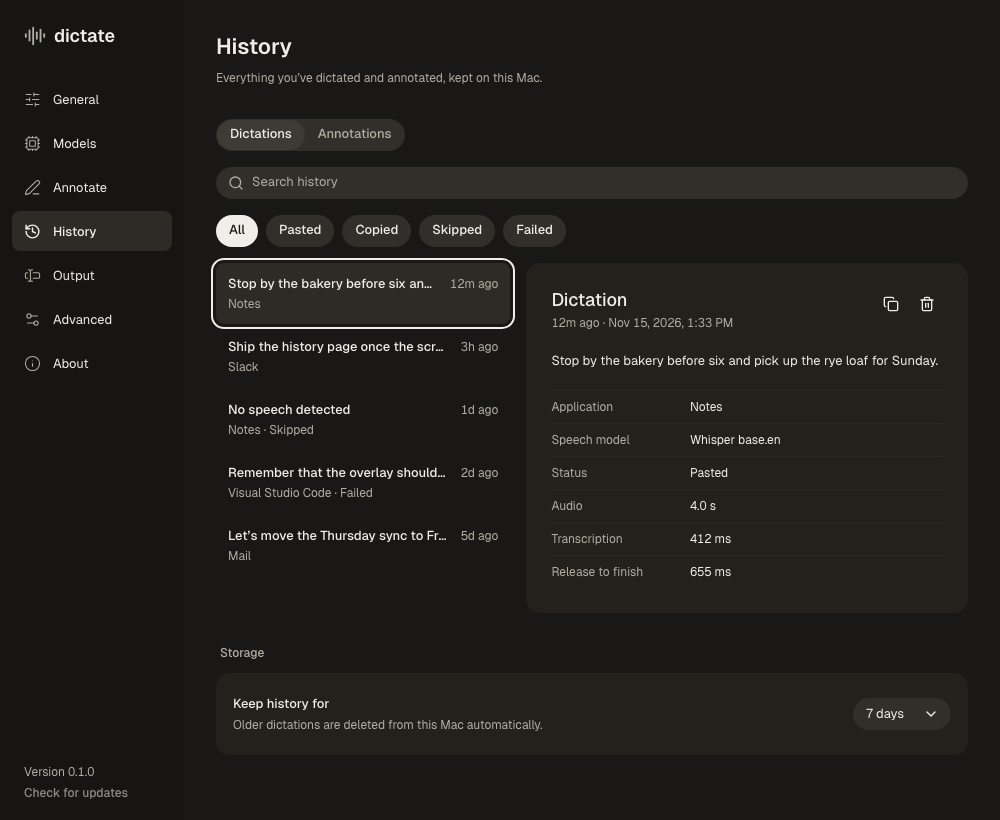 dictate
General
Models
Annotate
History
Output
Advanced
About
Version 0.1.0
Check for updates
History
Everything you've dictated and annotated, kept on this Mac.
Dictations Annotations
Search history
All Pasted Copied Skipped Failed
Stop by the bakery before six an... 12m ago
Notes
Ship the history page once the scr... 3h ago
Slack
No speech detected 1d ago
Notes · Skipped
Remember that the overlay should... 2d ago
Visual Studio Code · Failed
Let's move the Thursday sync to Fr... 5d ago
Mail
Dictation
12m ago · Nov 15, 2026, 1:33 PM
Stop by the bakery before six and pick up the rye loaf for Sunday.
Application Notes
Speech model Whisper base.en
Status Pasted
Audio 4.0 s
Transcription 412 ms
Release to finish 655 ms
Storage
Keep history for
Older dictations are deleted from this Mac automatically.
7 days